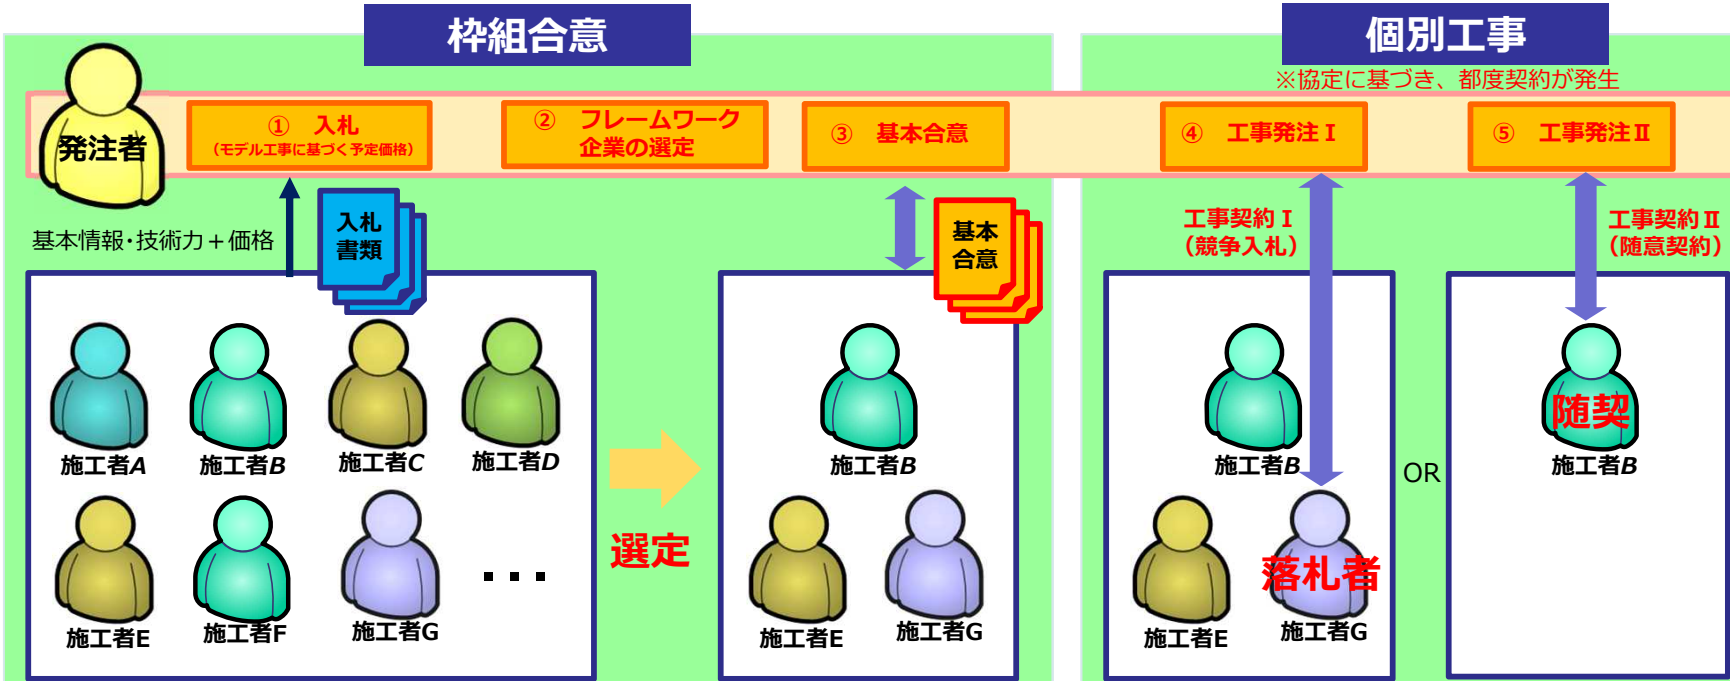 枠組合意
個別工事
※協定に基づき、都度契約が発生
発注者
① 入札
（モデル工事に基づく予定価格）
② フレームワーク
企業の選定
③ 基本合意
④ 工事発注Ⅰ
⑤ 工事発注Ⅱ
基本情報・技術力＋価格
入札
書類
基本
合意
工事契約Ⅰ
（競争入札）
工事契約Ⅱ
（随意契約）
施工者A
施工者B
施工者C
施工者D
施工者E
施工者F
施工者G
・・・
選定
施工者B
施工者E
施工者G
施工者B
施工者E
落札者
施工者G
OR
随契
施工者B